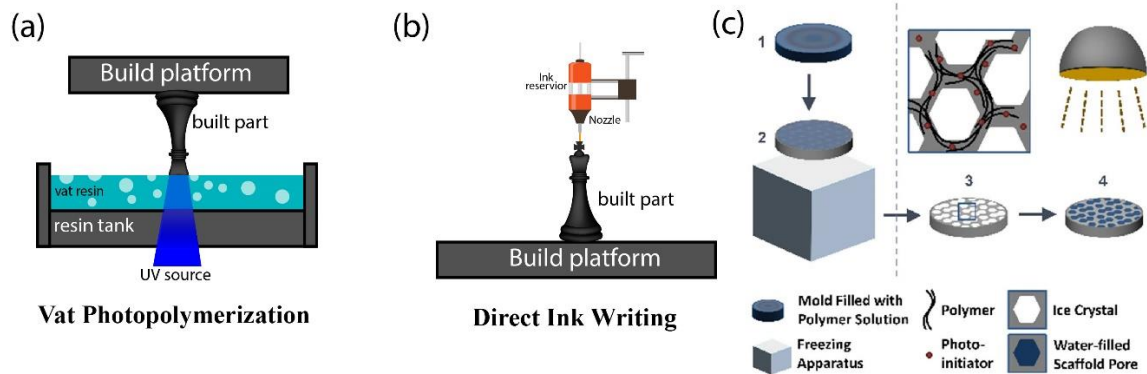 (a)
Build platform
built part
vat resin
resin tank
UV source
Vat Photopolymerization
(b)
Ink
reservior
Nozzle
built part
Build platform
Direct Ink Writing
(c)
1
2
3
4
Mold Filled with
Polymer Solution
Freezing
Apparatus
Polymer
Photo-
initiator
Ice Crystal
Water-filled
Scaffold Pore